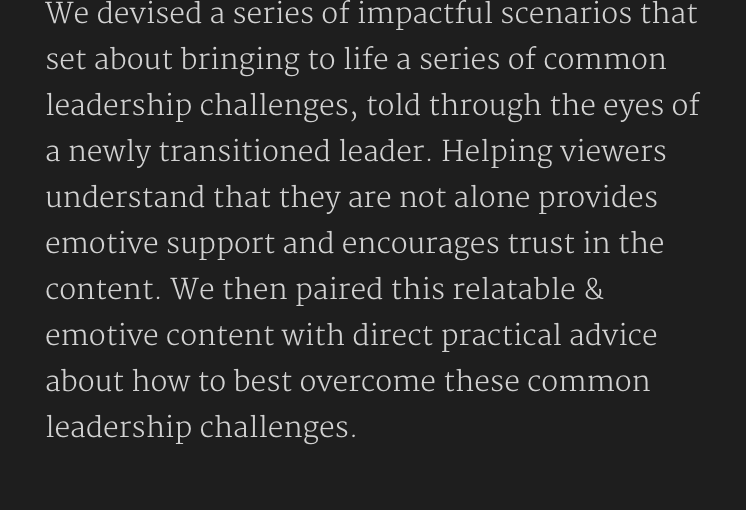 We devised a series of impactful scenarios that
set about bringing to life a series of common
leadership challenges, told through the eyes of
a newly transitioned leader. Helping viewers
understand that they are not alone provides
emotive support and encourages trust in the
content. We then paired this relatable &
emotive content with direct practical advice
about how to best overcome these common
leadership challenges.